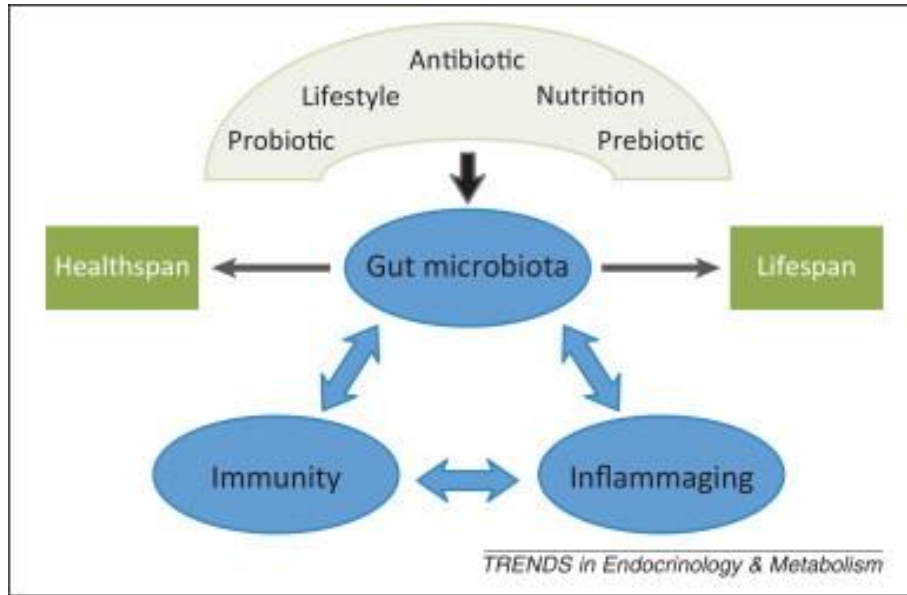 Antibiotic
Lifestyle Nutrition
Probiotic Prebiotic
Healthspan Gut microbiota Lifespan
Immunity Inflammaging
TRENDS in Endocrinology & Metabolism